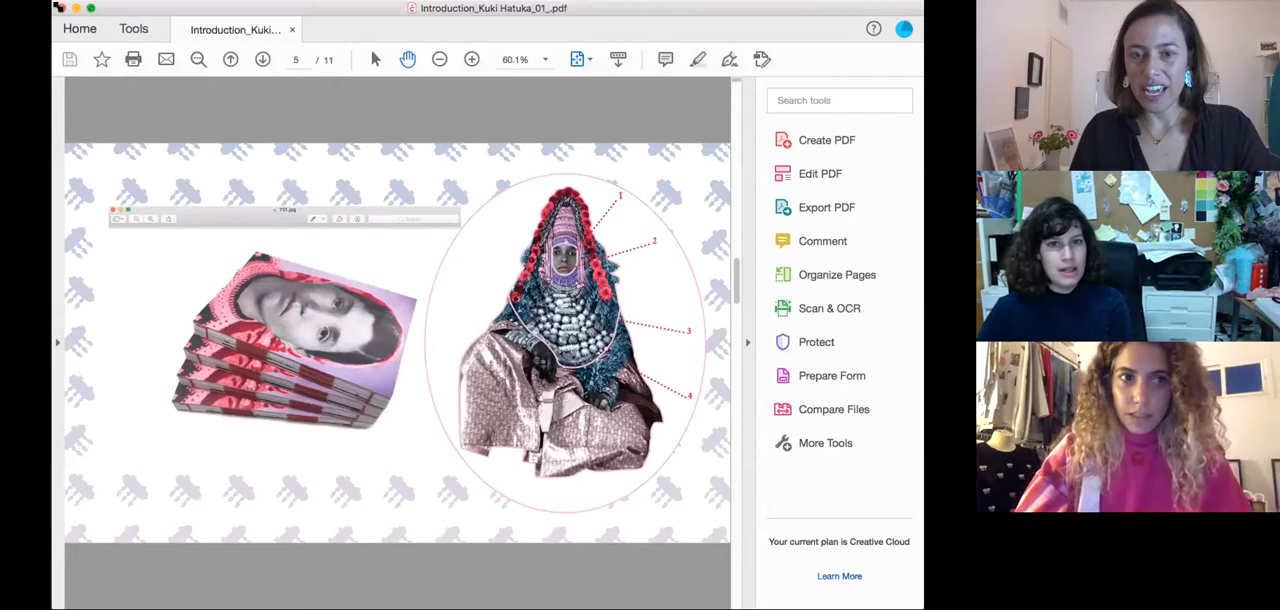 Introduction_Kuki Hatuka_01_.pdf
Home
Tools
Introduction_Kuki...
5 / 11
60.1%
Search tools
Create PDF
Edit PDF
Export PDF
Comment
Organize Pages
Scan & OCR
Protect
Prepare Form
Compare Files
More Tools
Your current plan is Creative Cloud
Learn More
1
2
3
4